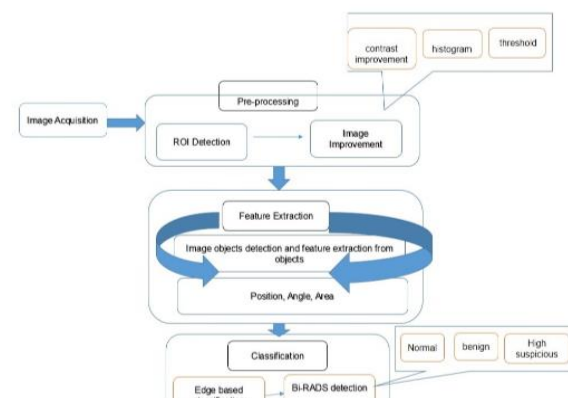 contrast
improvement
histogram
threshold
Pre-processing
Image Acquisition
ROI Detection
Image
Improvement
Feature Extraction
Image objects detection and feature extraction from
objects
Position, Angle, Area
Classification
Normal
benign
High
suspicious
Edge based
Bi-RADS detection